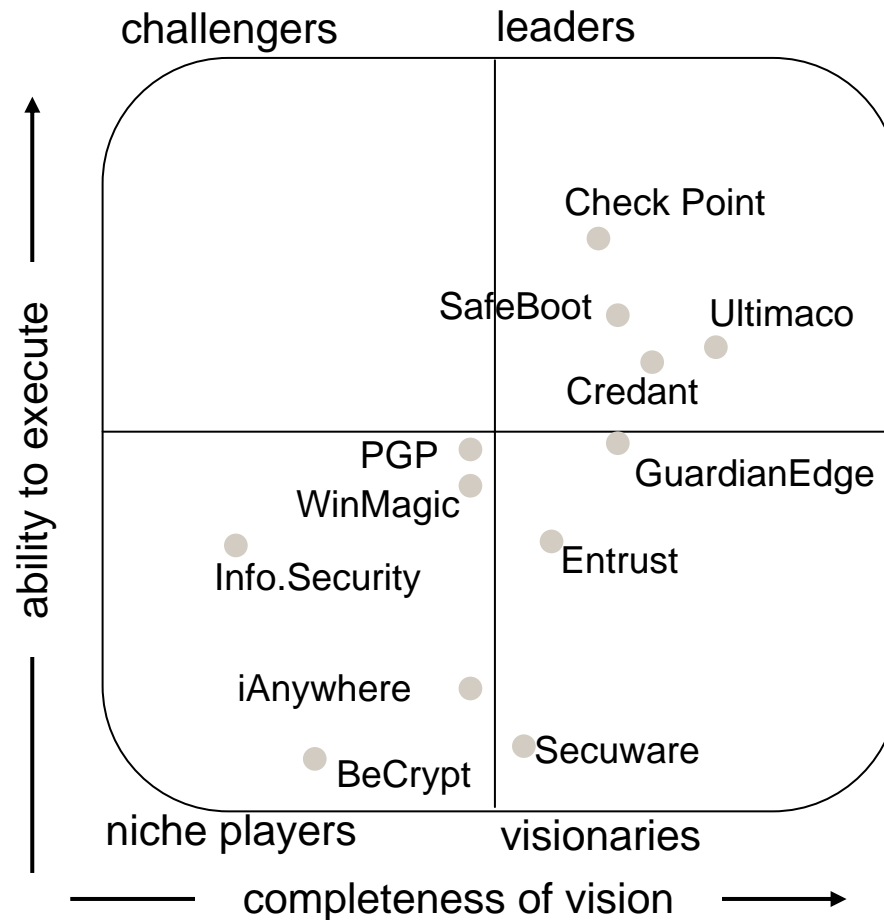 challengers
leaders
Check Point
SafeBoot
Ultimaco
Credant
ability to execute
PGP
GuardianEdge
WinMagic
Entrust
Info.Security
iAnywhere
Secuware
BeCrypt
niche players
visionaries
completeness of vision